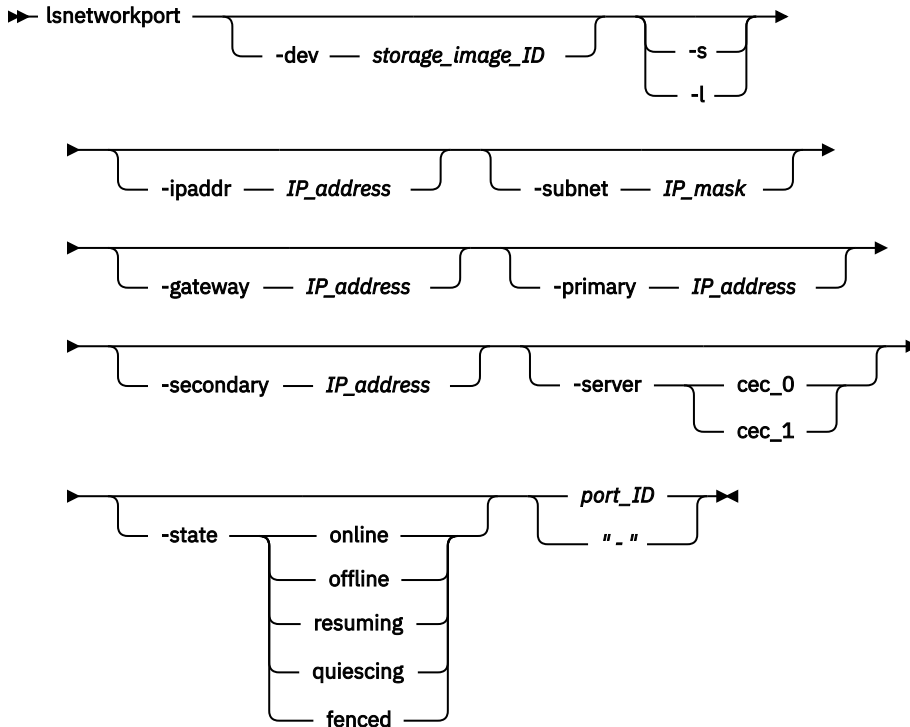 lsnetworkport
-dev storage_image_ID
-s
-l
-ipaddr IP_address -subnet IP_mask
-gateway IP_address -primary IP_address
-secondary IP_address -server cec_0
cec_1
port_ID
-state online "-"
offline
resuming
quiescing
fenced